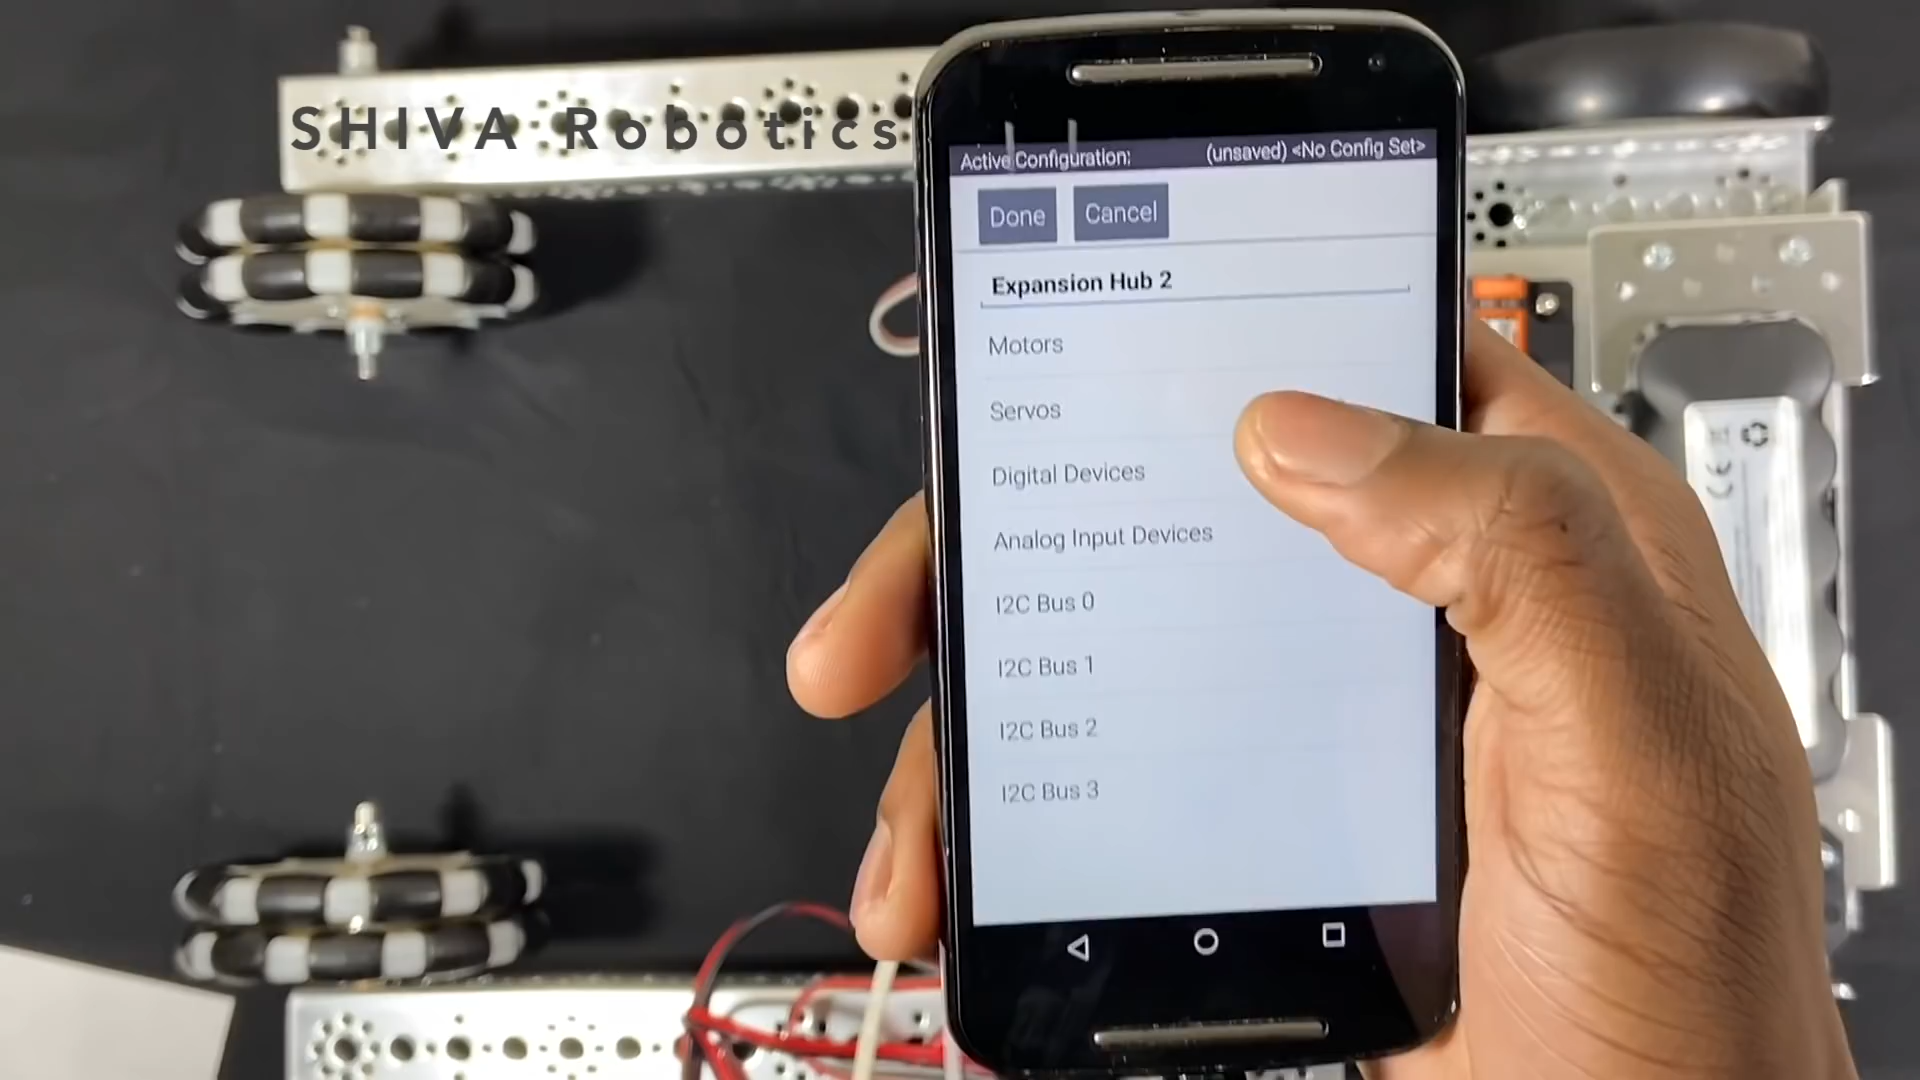 SHIVA Robotics
Active Configuration: (unsaved) <No Config Set>
Done Cancel
Expansion Hub 2
Motors
Servos
Digital Devices
Analog Input Devices
I2C Bus 0
I2C Bus 1
I2C Bus 2
I2C Bus 3
CE